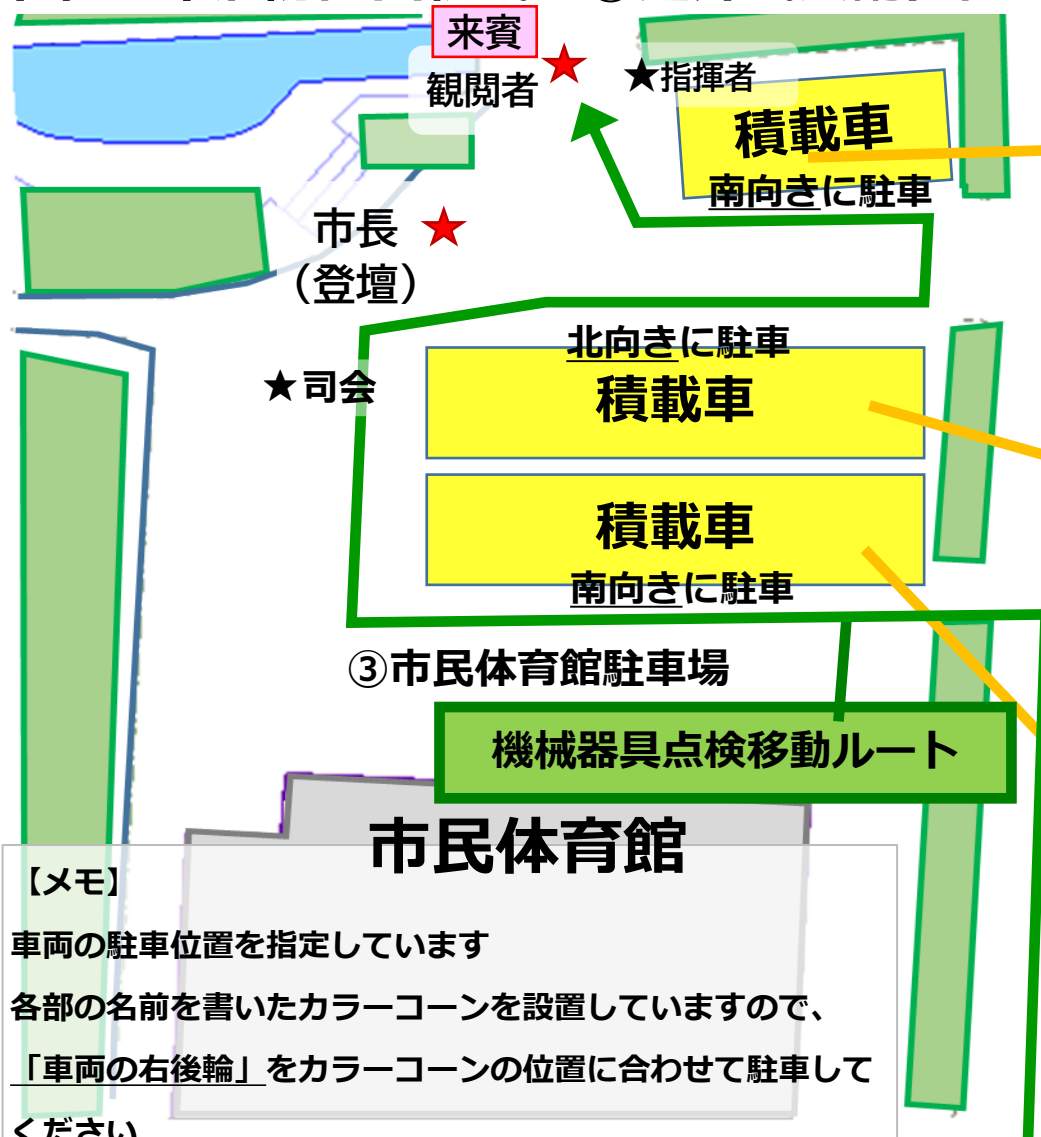 来賓
観閲者
★指揮者
積載車
南向きに駐車
市長
（登壇）
北向きに駐車
★司会
積載車
積載車
南向きに駐車
③市民体育館駐車場
機械器具点検移動ルート
市民体育館
【メモ】
車両の駐車位置を指定しています
各部の名前を書いたカラーコーンを設置していますので、
「車両の右後輪」をカラーコーンの位置に合わせて駐車して
ください